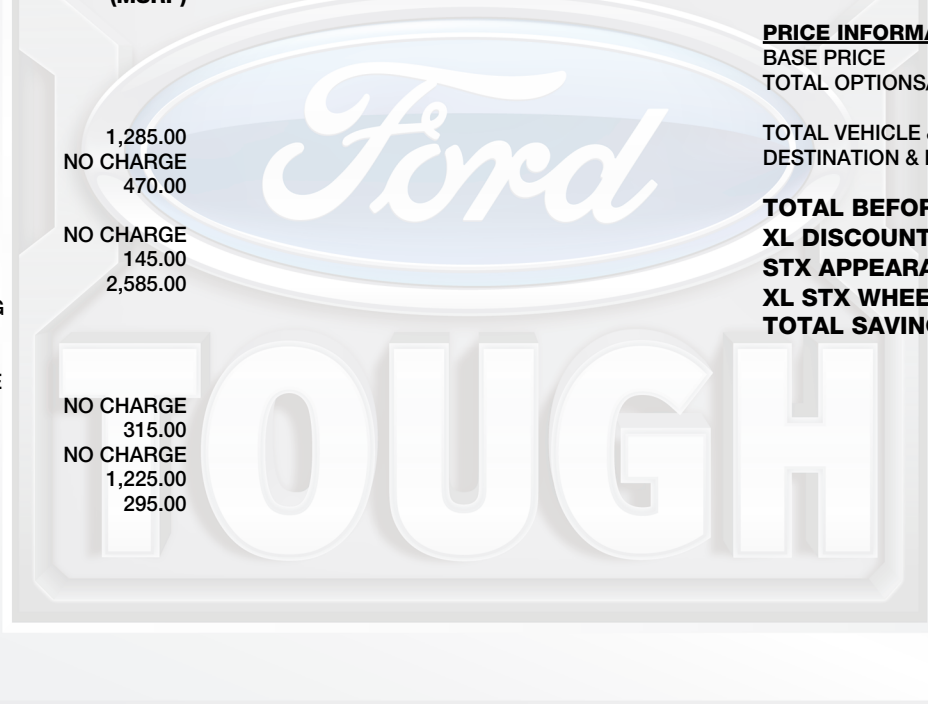 (MSRP)
1,285.00
NO CHARGE
470.00
NO CHARGE
145.00
2,585.00
NO CHARGE
315.00
NO CHARGE
1,225.00
295.00
PRICE INFORMA
BASE PRICE
TOTAL OPTIONS
TOTAL VEHICLE &
DESTINATION &
TOTAL BEFOR
XL DISCOUNT
STX APPEARA
XL STX WHEE
TOTAL SAVING
Ford
TOUGH